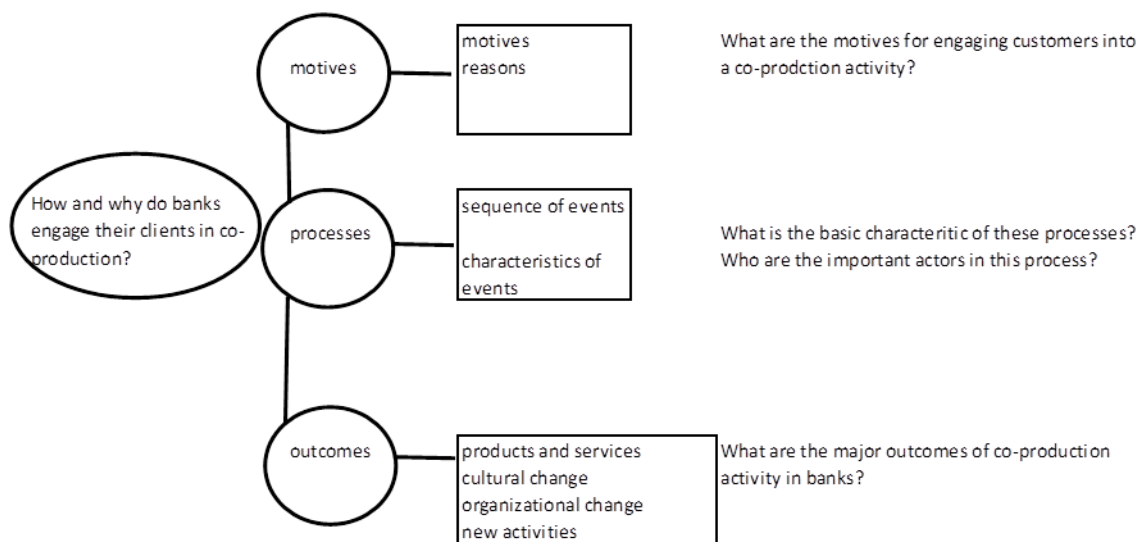 How and why do banks
engage their clients in co-
production?
motives
motives
reasons
What are the motives for engaging customers into
a co-prodction activity?
processes
sequence of events
characteristics of
events
What is the basic characteritic of these processes?
Who are the important actors in this process?
outcomes
products and services
cultural change
organizational change
new activities
What are the major outcomes of co-production
activity in banks?